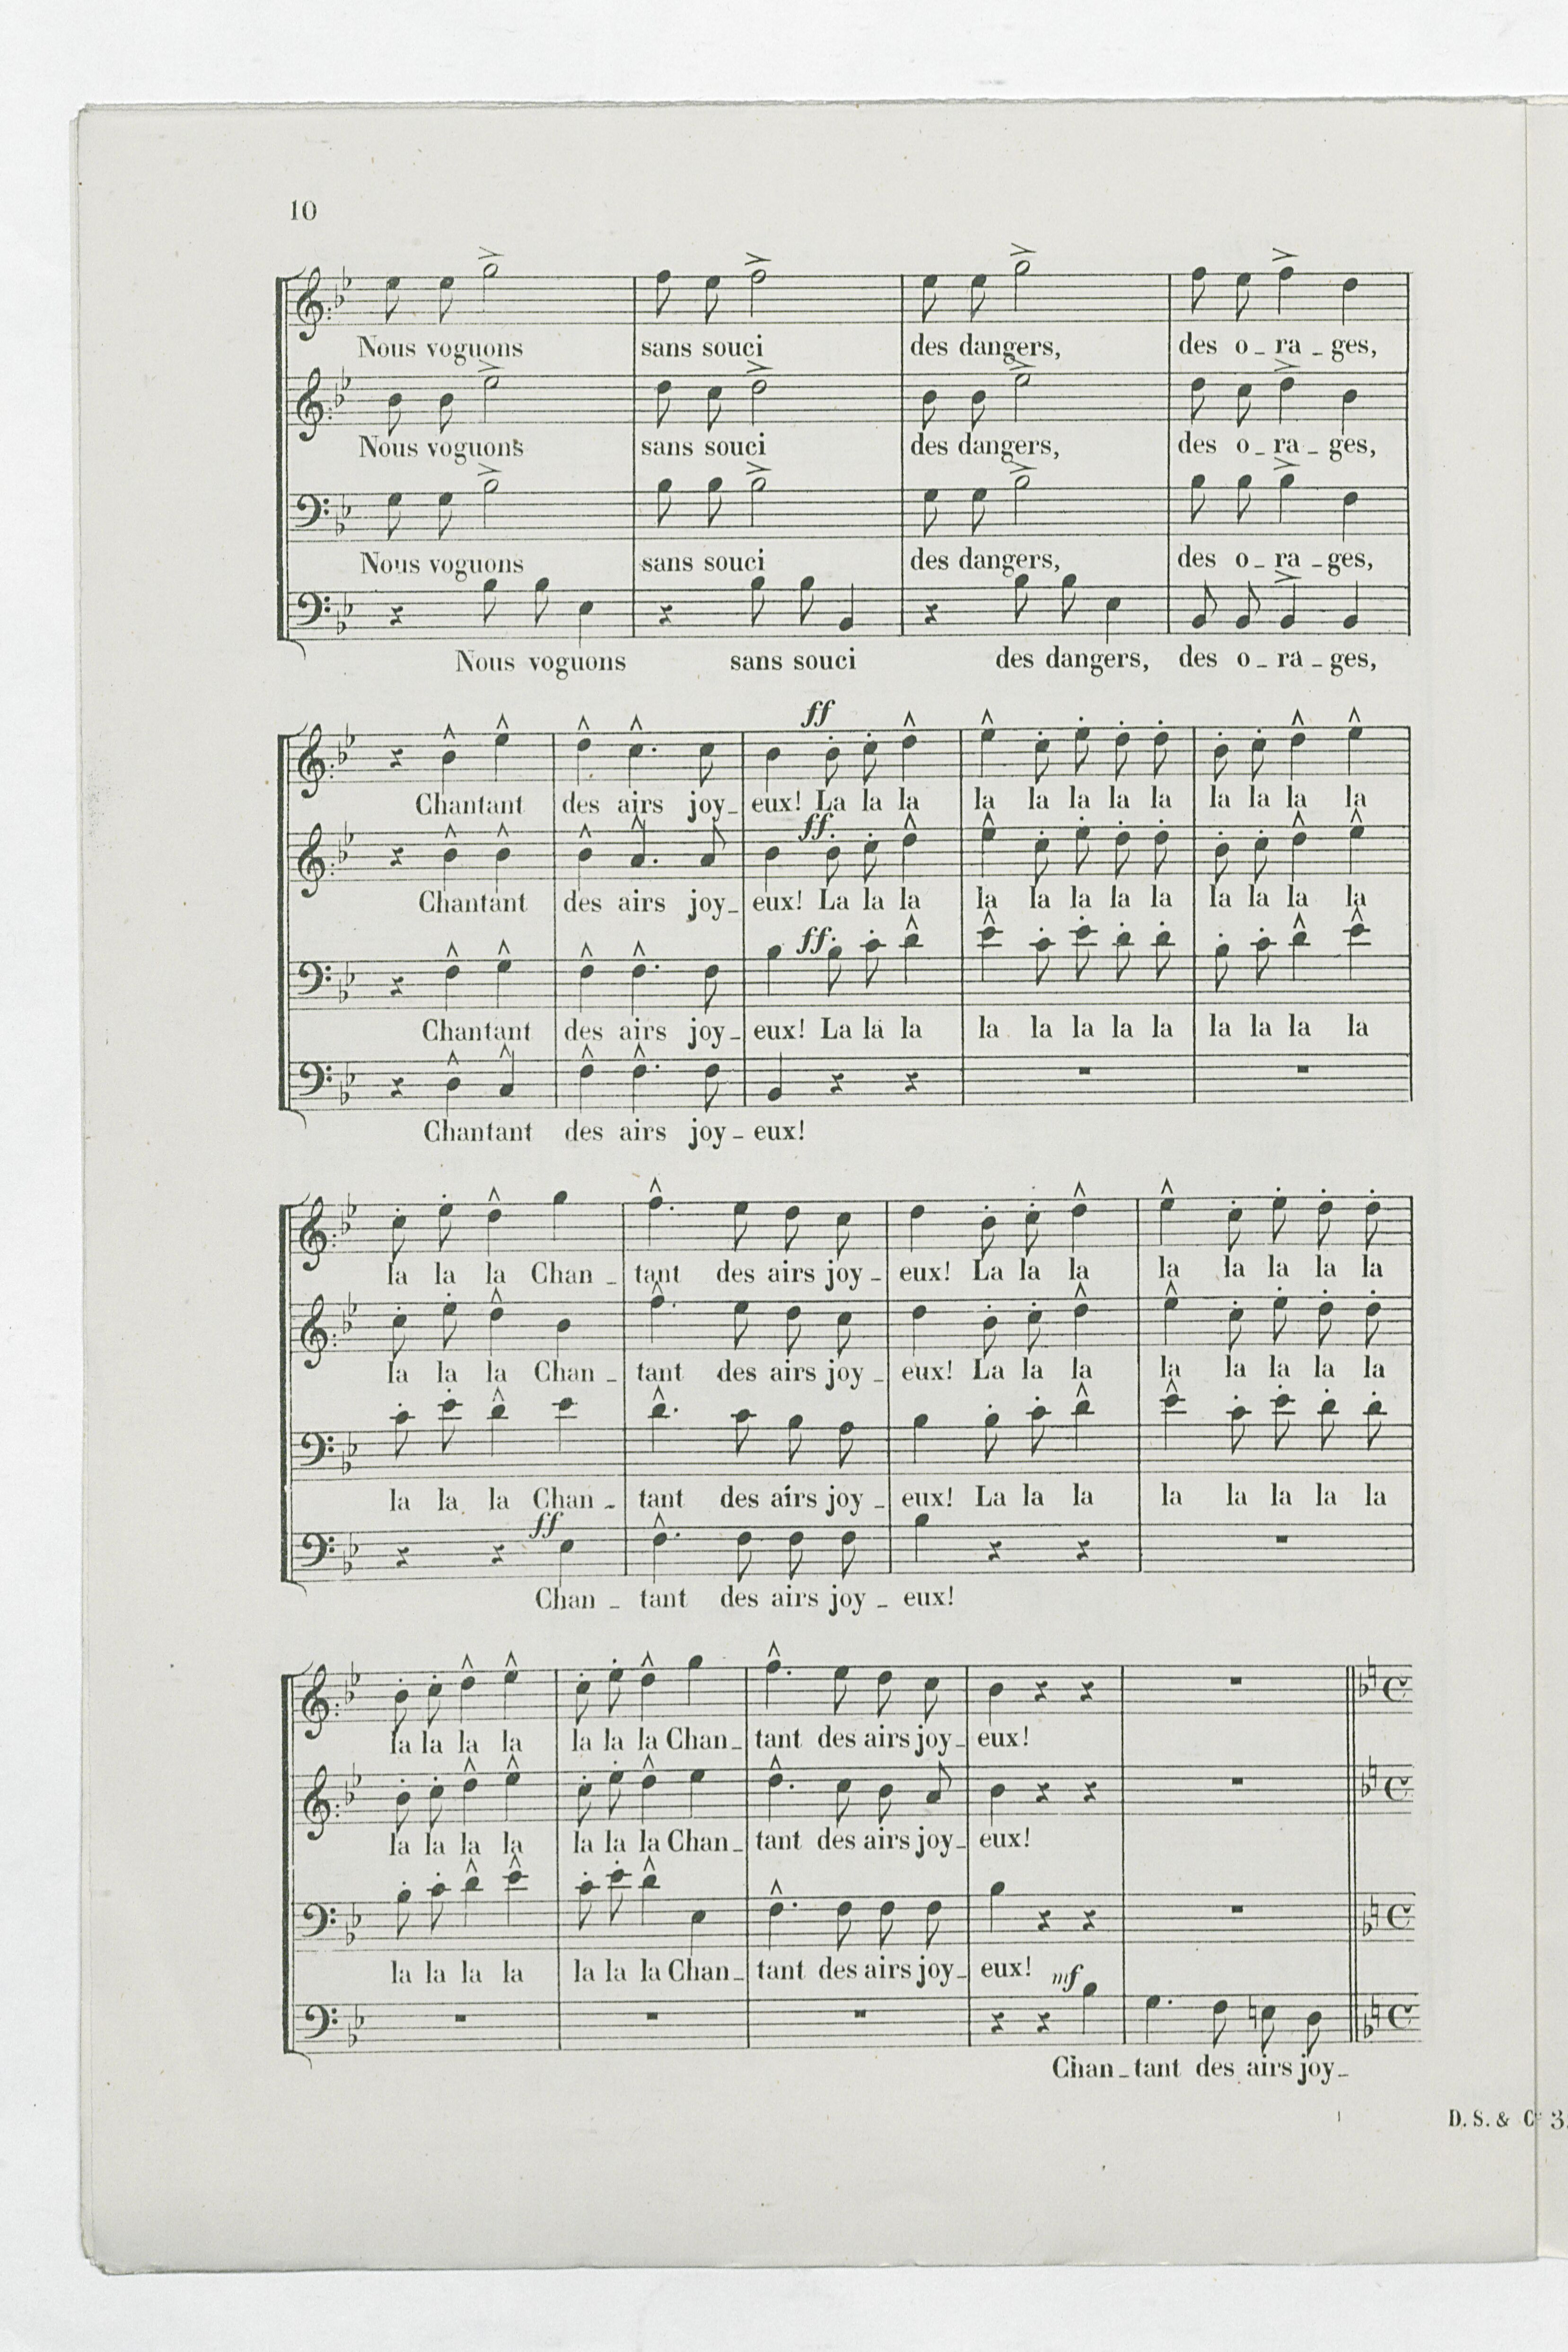 10
Nous voguons sans souci des dangers, des o_ra_ges,
Nous voguons sans souci des dangers, des o_ra_ges,
Nous voguons sans souci des dangers, des o_ra_ges,
Nous voguons sans souci des dangers, des o_ra_ges,
ff
Chantant des airs joy_eux! La la la la la la la la la la la la
ff
Chantant des airs joy_eux! La la la la la la la la la la la la
ff
Chantant des airs joy_eux! La la la la la la la la la la la la
Chantant des airs joy_eux!
la la la Chan_tant des airs joy_eux! La la la la la la la la
la la la Chan_tant des airs joy_eux! La la la la la la la la
la la la Chan_tant des airs joy_eux! La la la la la la la la
ff
Chan_tant des airs joy_eux!
la la la la la la la Chan_tant des airs joy_eux!
la la la la la la la Chan_tant des airs joy_eux!
la la la la la la la Chan_tant des airs joy_eux!
mf
Chan_tant des airs joy_
D. S. & Cie 3